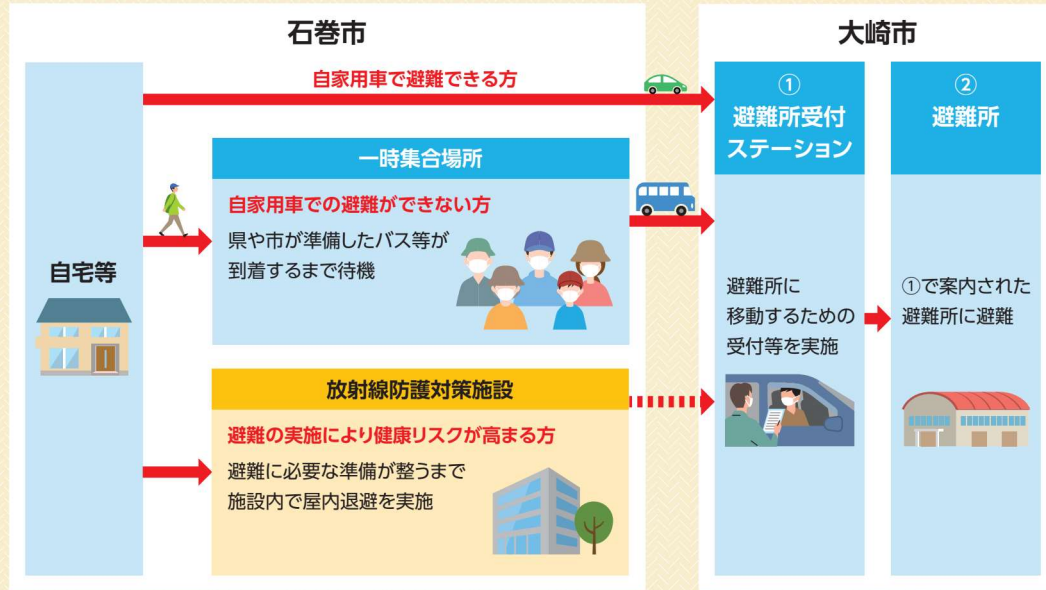 石巻市
自宅等
自家用車で避難できる方
一時集合場所
自家用車での避難ができない方
県や市が準備したバス等が
到着するまで待機
放射線防護対策施設
避難の実施により健康リスクが高まる方
避難に必要な準備が整うまで
施設内で屋内退避を実施
大崎市
①
避難所受付
ステーション
避難所に
移動するための
受付等を実施
②
避難所
①で案内された
避難所に避難